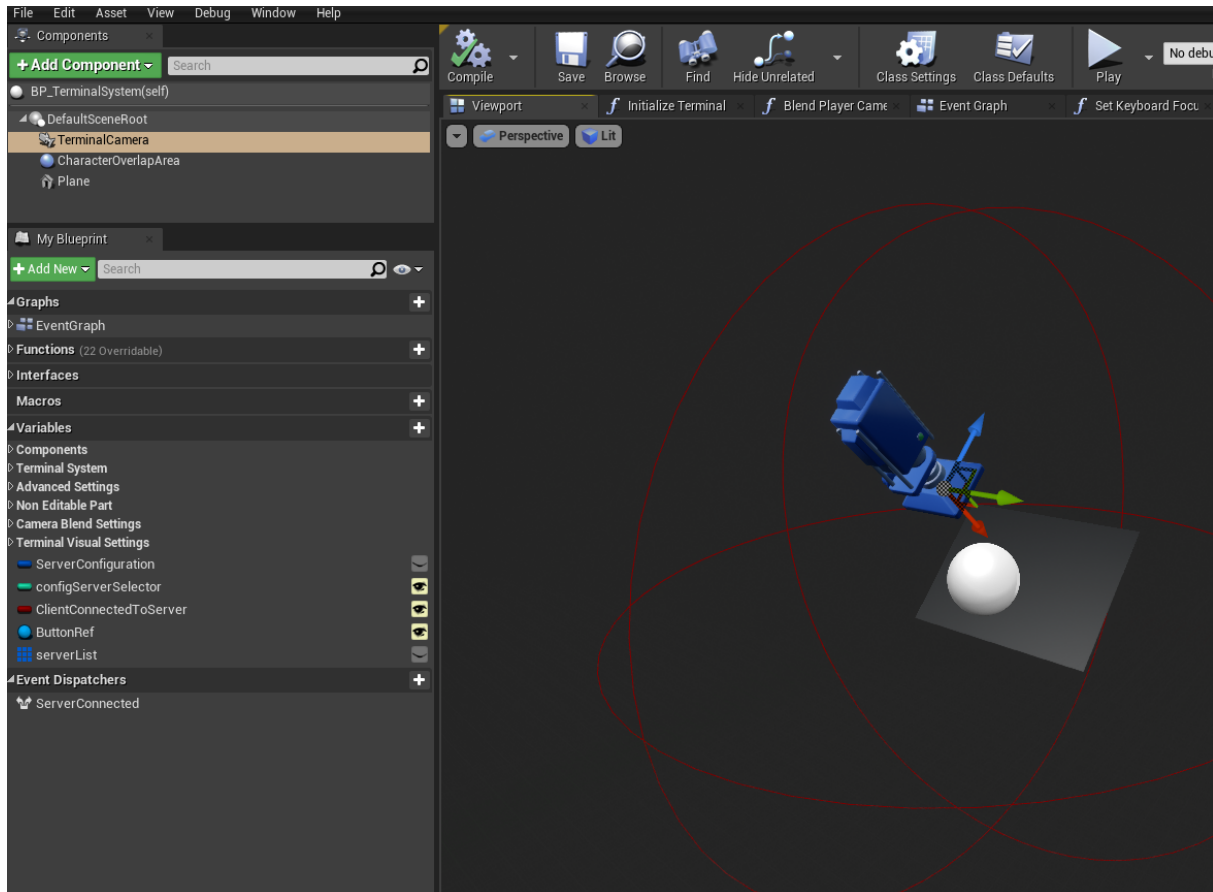 File Edit Asset View Debug Window Help
Components
+Add Component
Search
BP_TerminalSystem(self)
DefaultSceneRoot
TerminalCamera
CharacterOverlapArea
Plane
My Blueprint
+Add New
Search
Graphs
EventGraph
Functions (22 Overridable)
Interfaces
Macros
Variables
Components
Terminal System
Advanced Settings
Non Editable Part
Camera Blend Settings
Terminal Visual Settings
ServerConfiguration
configServerSelector
ClientConnectedToServer
ButtonRef
serverList
Event Dispatchers
ServerConnected
Compile Save Browse Find Hide Unrelated Class Settings Class Defaults Play No debu
Viewport Initialize Terminal Blend Player Came Event Graph Set Keyboard Focu
Perspective Lit